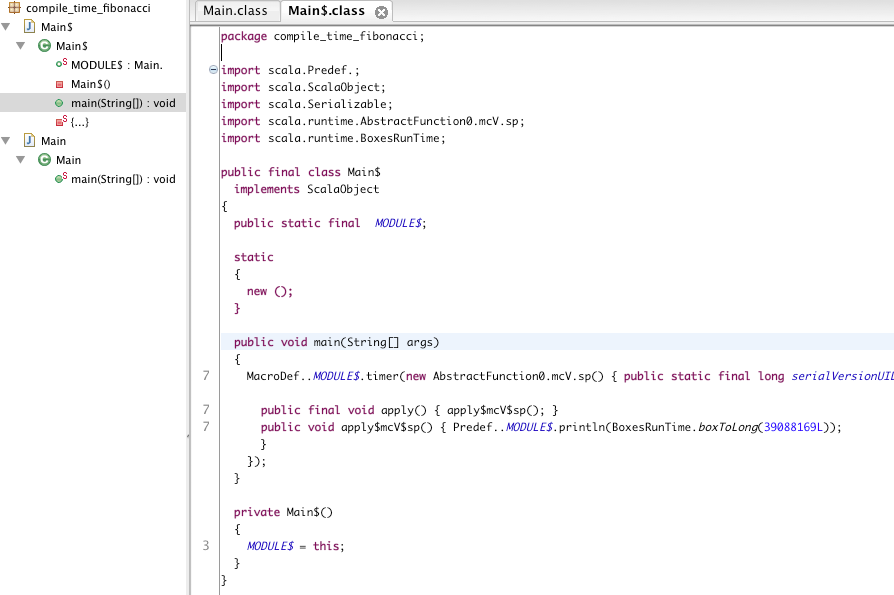 compile_time_fibonacci
Main$
Main$
MODULE$ : Main.
Main$()
main(String[]) : void
{...}
Main
Main
main(String[]) : void
Main.class Main$.class
package compile_time_fibonacci;
import scala.Predef.;
import scala.ScalaObject;
import scala.Serializable;
import scala.runtime.AbstractFunction0.mcV.sp;
import scala.runtime.BoxesRunTime;
public final class Main$
implements ScalaObject
{
public static final MODULE$;
static
{
new ();
}
public void main(String[] args)
{
7 MacroDef..MODULE$.timer(new AbstractFunction0.mcV.sp() { public static final long serialVersionUID
7 public final void apply() { apply$mcV$sp(); }
7 public void apply$mcV$sp() { Predef..MODULE$.println(BoxesRunTime.boxToLong(39088169L));
}
});
}
private Main$()
{
3 MODULE$ = this;
}
}